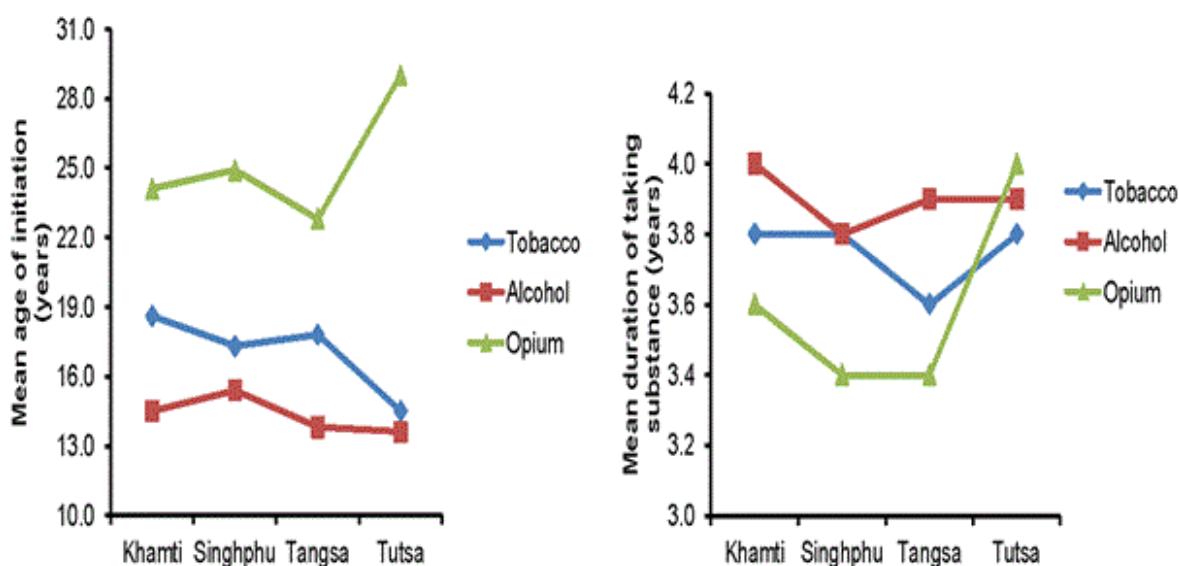 Mean age of initiation
(years)
31.0
28.0
25.0
22.0
19.0
16.0
13.0
10.0
Khamti Singhphu Tangsa Tutsa
Tobacco
Alcohol
Opium
Mean duration of taking
substance (years)
4.2
4.0
3.8
3.6
3.4
3.2
3.0
Khamti Singhphu Tangsa Tutsa
Tobacco
Alcohol
Opium